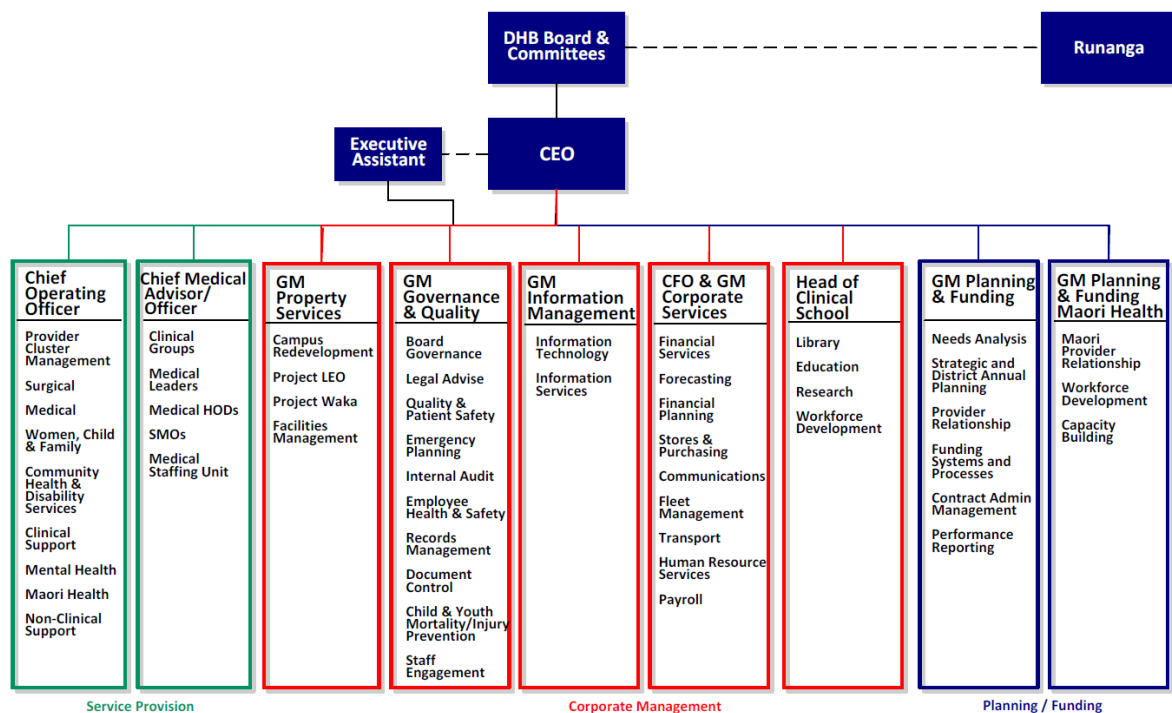 DHB Board &
Committees
Runanga
Executive
Assistant
CEO
Chief
Operating
Officer
Provider
Cluster
Management
Surgical
Medical
Women, Child
& Family
Community
Health &
Disability
Services
Clinical
Support
Mental Health
Maori Health
Non-Clinical
Support
Chief Medical
Advisor/
Officer
Clinical
Groups
Medical
Leaders
Medical HODs
SMOs
Medical
Staffing Unit
GM
Property
Services
Campus
Redevelopment
Project LEO
Project Waka
Facilities
Management
GM
Governance
& Quality
Board
Governance
Legal Advise
Quality &
Patient Safety
Emergency
Planning
Internal Audit
Employee
Health & Safety
Records
Management
Document
Control
Child & Youth
Mortality/Injury
Prevention
Staff
Engagement
GM
Information
Management
Information
Technology
Information
Services
CFO & GM
Corporate
Services
Financial
Services
Forecasting
Financial
Planning
Stores &
Purchasing
Communications
Fleet
Management
Transport
Human Resource
Services
Payroll
Head of
Clinical
School
Library
Education
Research
Workforce
Development
GM Planning
& Funding
Needs Analysis
Strategic and
District Annual
Planning
Provider
Relationship
Funding
Systems and
Processes
Contract Admin
Management
Performance
Reporting
GM Planning
& Funding
Maori Health
Maori
Provider
Relationship
Workforce
Development
Capacity
Building
Service Provision
Corporate Management
Planning / Funding